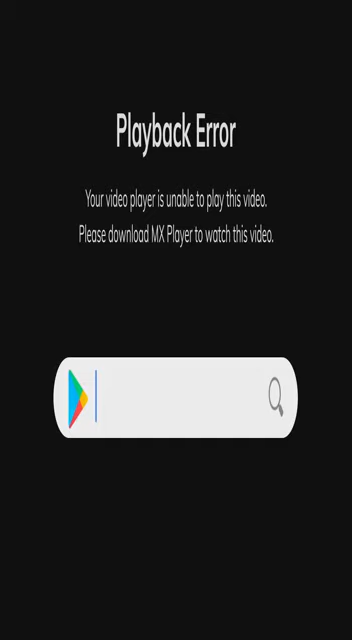 Playback Error
Your video player is unable to play this video.
Please download MX Player to watch this video.